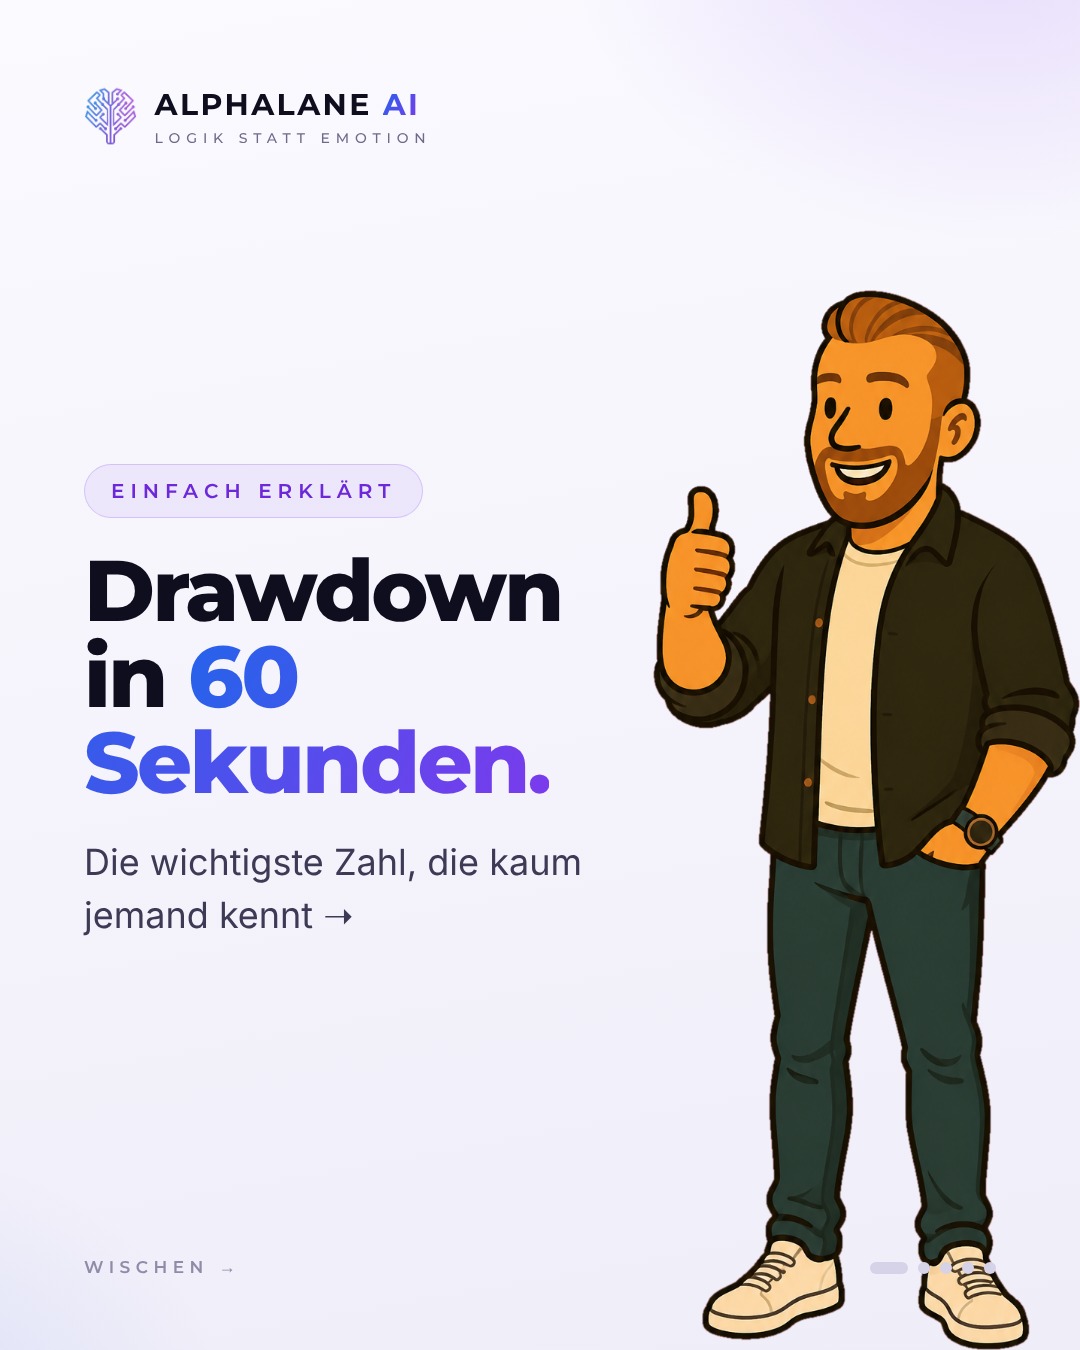 ALPHALANE AI
LOGIK STATT EMOTION
EINFACH ERKLÄRT
Drawdown
in 60
Sekunden.
Die wichtigste Zahl, die kaum
jemand kennt →
WISCHEN →